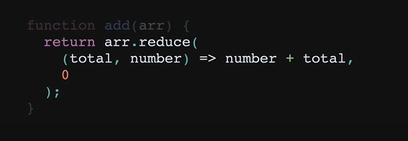 function add(arr) {
return arr.reduce(
(total, number) => number + total,
0
);
}